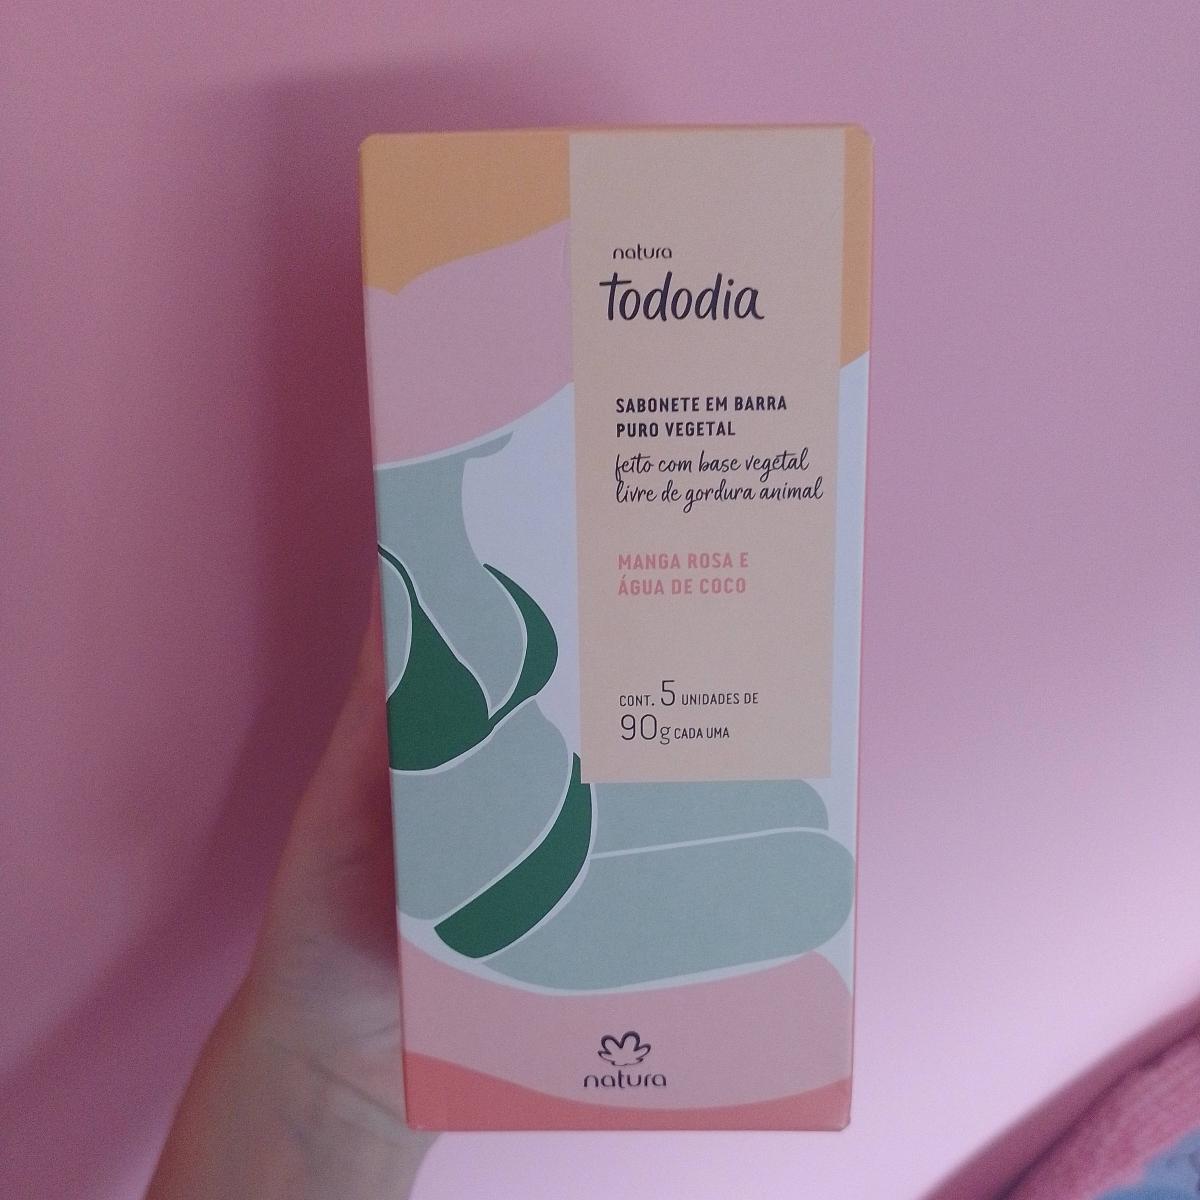 natura
tododia
SABONETE EM BARRA
PURO VEGETAL
feito com base vegetal
livre de gordura animal
MANGA ROSA E
ÁGUA DE COCO
CONT. 5 UNIDADES DE
90g CADA UMA
natura